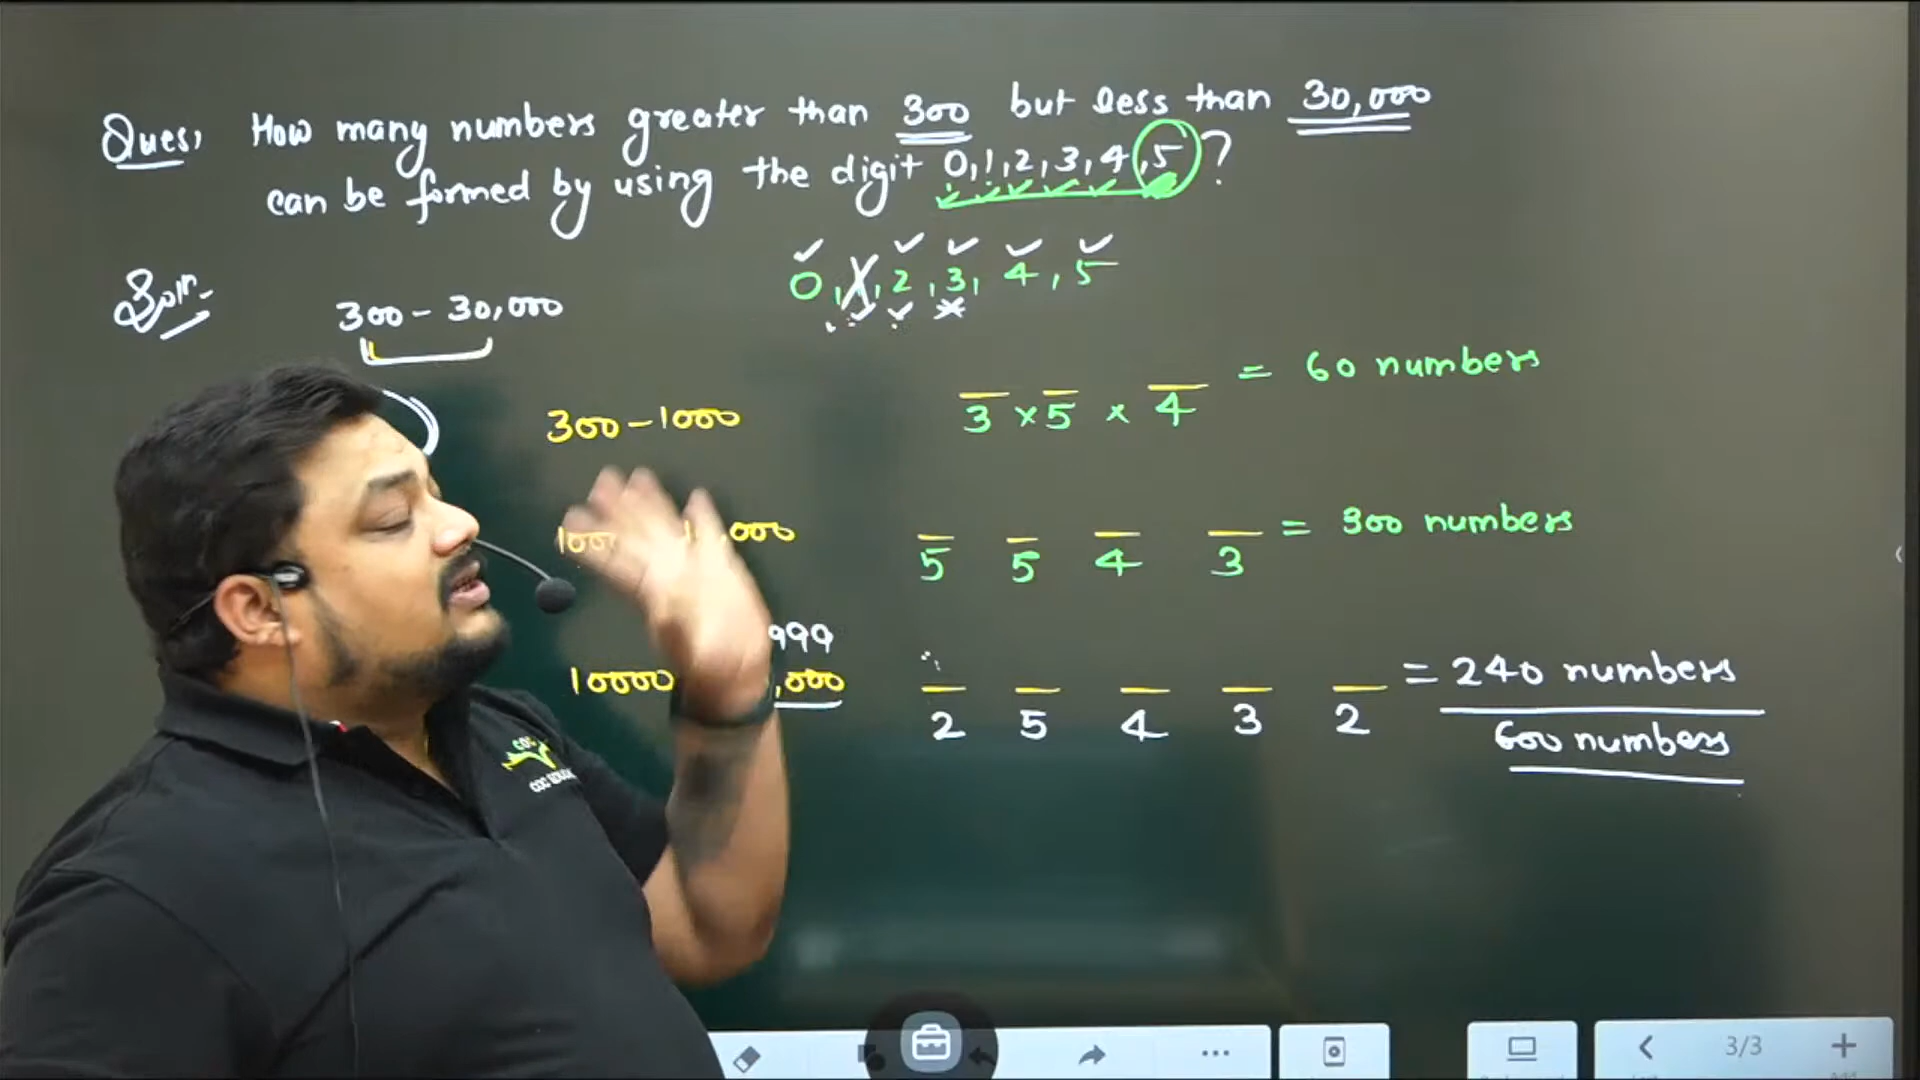 Ques, How many numbers greater than 300 but less than 30,000
can be formed by using the digit 0,1,2,3,4,5 ?
Soln.
300 - 30,000
0, 1, 2, 3, 4, 5
300 - 1000
3 × 5 × 4 = 60 numbers
,000
5 5 4 3 = 300 numbers
999
10000 ,000
2 5 4 3 2 = 240 numbers
600 numbers
COC
3/3